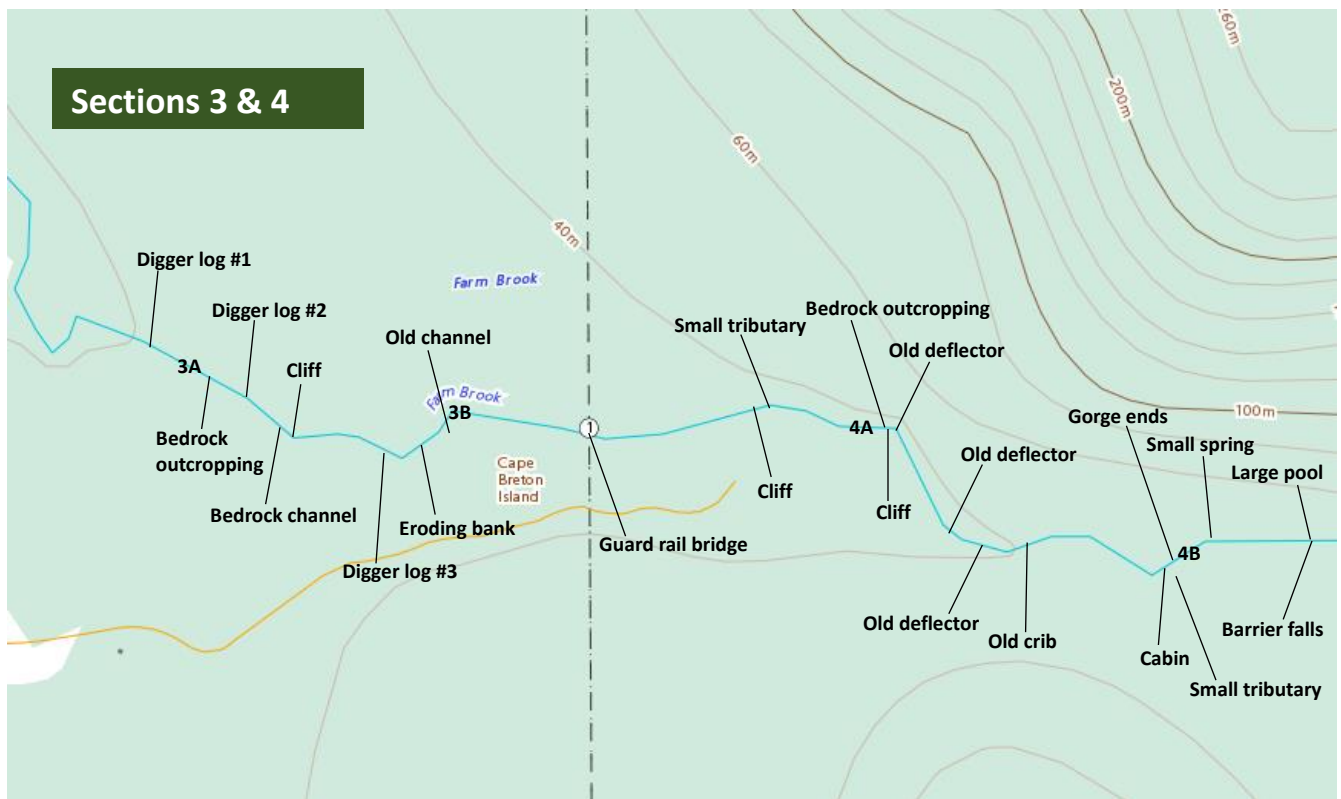 Sections 3 & 4
260m
200m
60m
40m
100m
Digger log #1
Farm Brook
Digger log #2
Bedrock outcropping
Small tributary
Old channel
Old deflector
3A
Cliff
Farm Brook
3B
Gorge ends
1
4A
Bedrock
outcropping
Small spring
Old deflector
Large pool
Cape
Breton
Island
Cliff
Cliff
Bedrock channel
Eroding bank
Guard rail bridge
4B
Digger log #3
Old deflector
Old crib
Barrier falls
Cabin
Small tributary